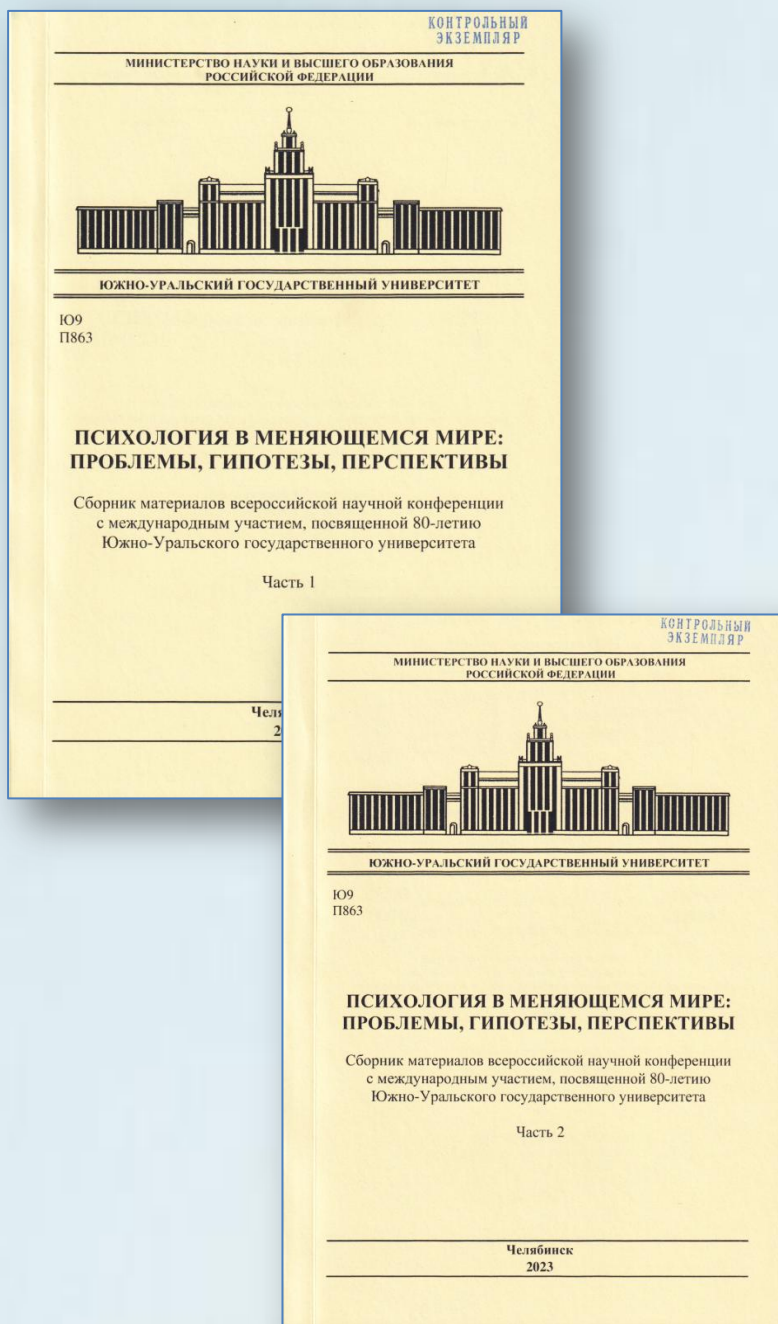 КОНТРОЛЬНЫЙ
ЭКЗЕМПЛЯР
МИНИСТЕРСТВО НАУКИ И ВЫСШЕГО ОБРАЗОВАНИЯ
РОССИЙСКОЙ ФЕДЕРАЦИИ
ЮЖНО-УРАЛЬСКИЙ ГОСУДАРСТВЕННЫЙ УНИВЕРСИТЕТ
Ю9
П863
ПСИХОЛОГИЯ В МЕНЯЮЩЕМСЯ МИРЕ:
ПРОБЛЕМЫ, ГИПОТЕЗЫ, ПЕРСПЕКТИВЫ
Сборник материалов всероссийской научной конференции
с международным участием, посвященной 80-летию
Южно-Уральского государственного университета
Часть 1
КОНТРОЛЬНЫЙ
ЭКЗЕМПЛЯР
МИНИСТЕРСТВО НАУКИ И ВЫСШЕГО ОБРАЗОВАНИЯ
РОССИЙСКОЙ ФЕДЕРАЦИИ
ЮЖНО-УРАЛЬСКИЙ ГОСУДАРСТВЕННЫЙ УНИВЕРСИТЕТ
Ю9
П863
ПСИХОЛОГИЯ В МЕНЯЮЩЕМСЯ МИРЕ:
ПРОБЛЕМЫ, ГИПОТЕЗЫ, ПЕРСПЕКТИВЫ
Сборник материалов всероссийской научной конференции
с международным участием, посвященной 80-летию
Южно-Уральского государственного университета
Часть 2
Челябинск
2023